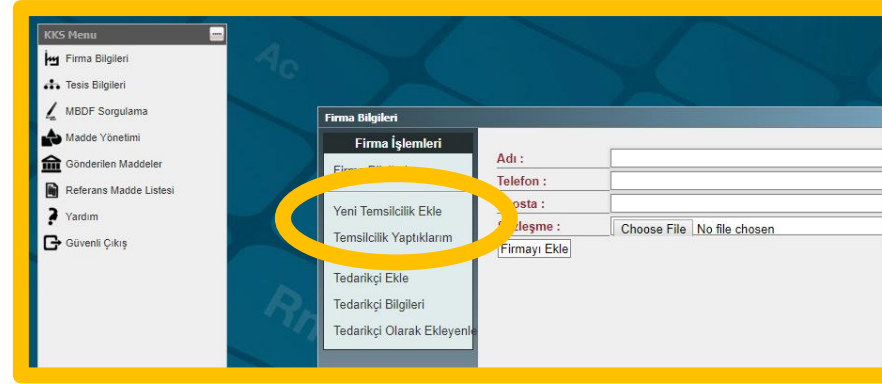 KKS Menu
Firma Bilgileri
Tesis Bilgileri
MBDF Sorgulama
Madde Yönetimi
Gönderilen Maddeler
Referans Madde Listesi
Yardım
Güvenli Çıkış
Ac
Rn
Firma Bilgileri
Firma İşlemleri
Yeni Temsilcilik Ekle
Temsilcilik Yaptıklarım
Tedarikçi Ekle
Tedarikçi Bilgileri
Tedarikçi Olarak Ekleyenle
Adı :
Telefon :
Choose File No file chosen
Firmayı Ekle